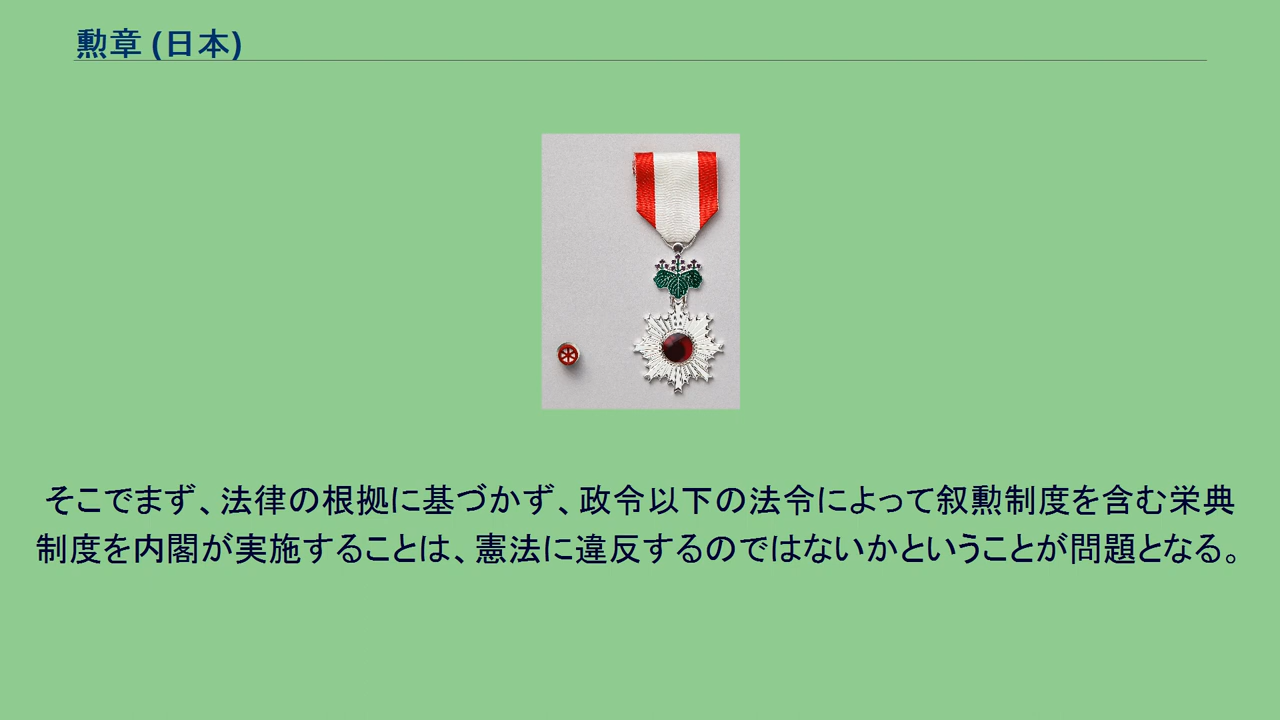 勲章 (日本)
そこでまず、法律の根拠に基づかず、政令以下の法令によって叙勲制度を含む栄典
制度を内閣が実施することは、憲法に違反するのではないかということが問題となる。